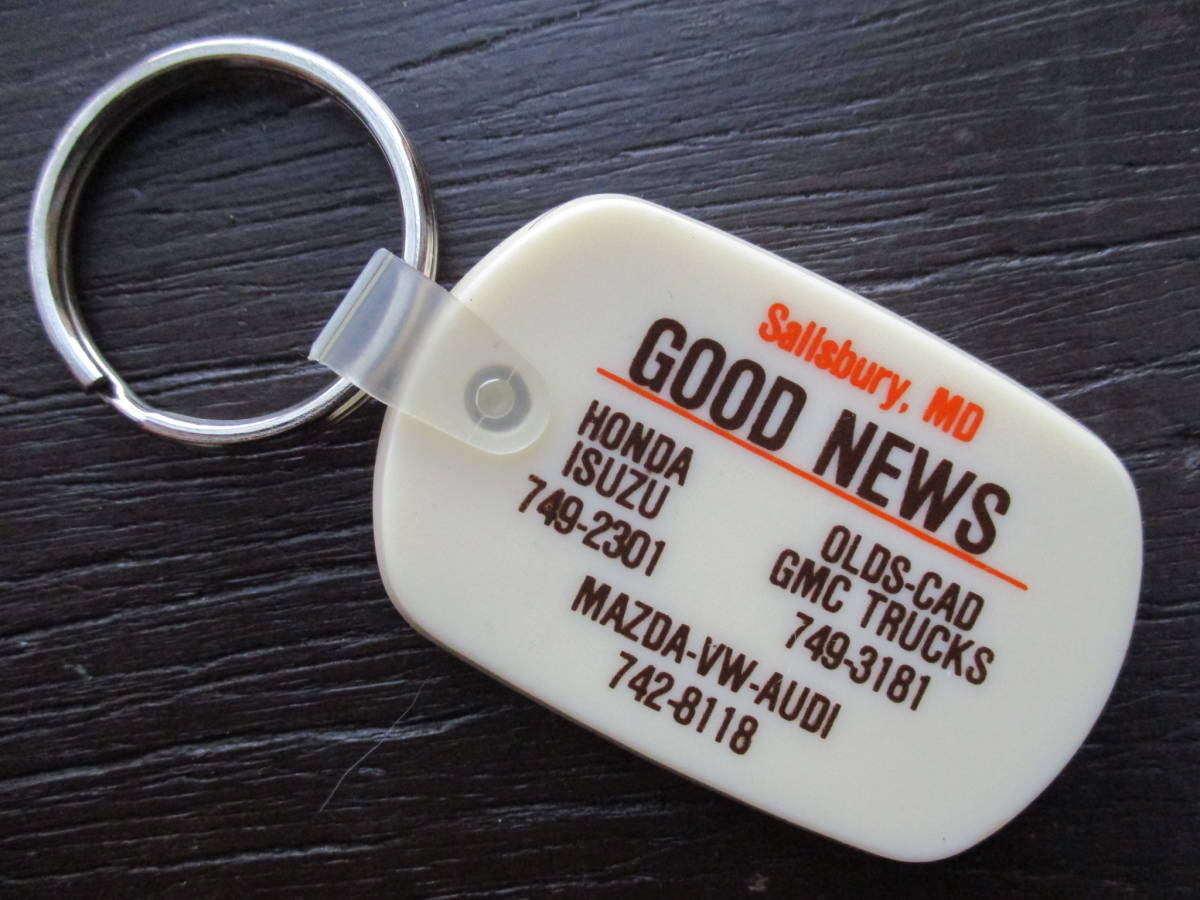 Salisbury, MD
GOOD NEWS
HONDA
ISUZU
749-2301
OLDS-CAD
GMC TRUCKS
749-3181
MAZDA-VW-AUDI
742-8118